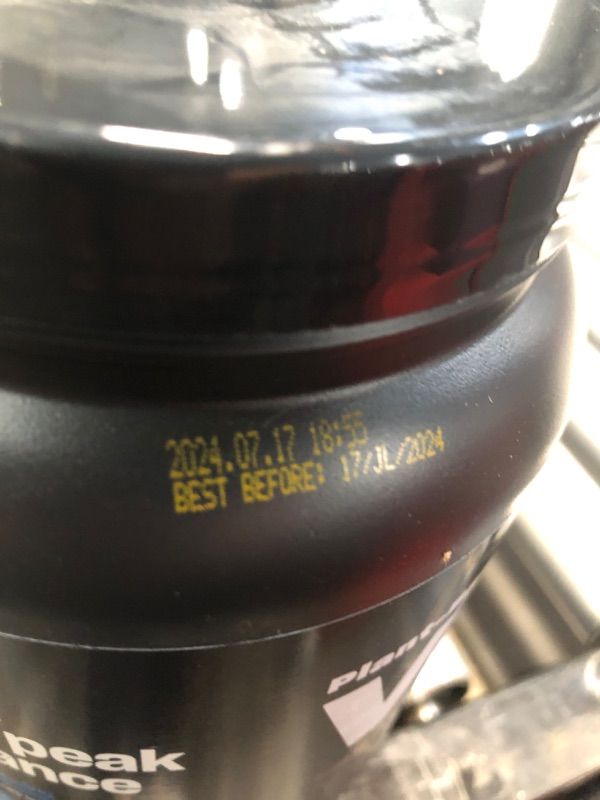 2024.07.17 18:55
BEST BEFORE: 17/JL/2024
Plant-
V
peak
ance